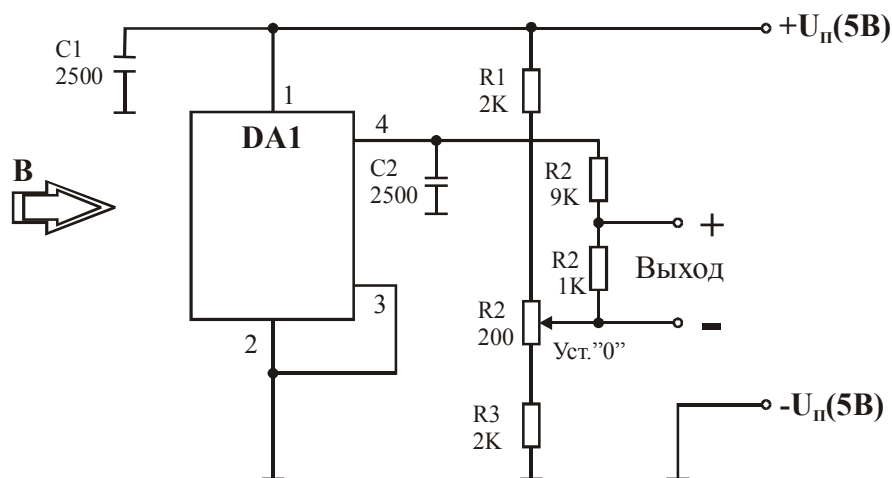 +Uп(5В)
C1
2500
R1
2K
1
DA1
4
B
C2
2500
R2
9K
+
R2
1K
Выход
3
R2
200
-
2
Уст."0"
-Uп(5В)
R3
2K